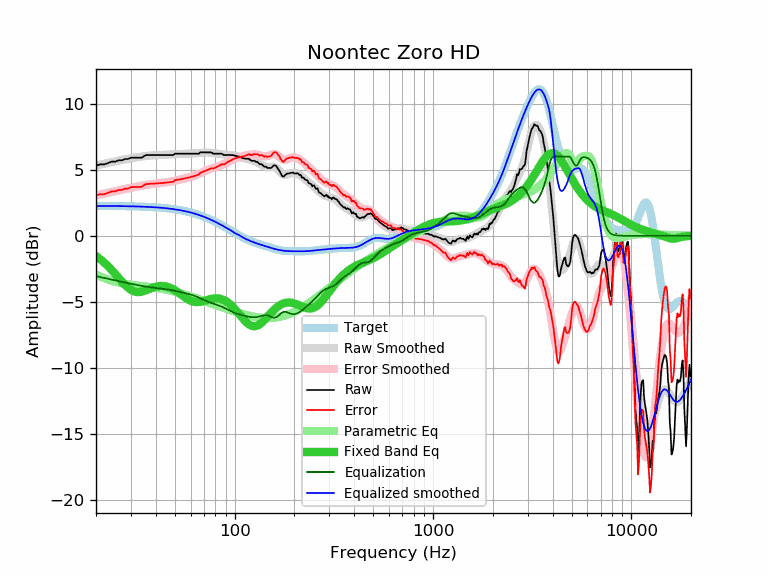 Noontec Zoro HD
Amplitude (dBr)
10
5
0
−5
−10
−15
−20
Target
Raw Smoothed
Error Smoothed
Raw
Error
Parametric Eq
Fixed Band Eq
Equalization
Equalized smoothed
100
1000
10000
Frequency (Hz)